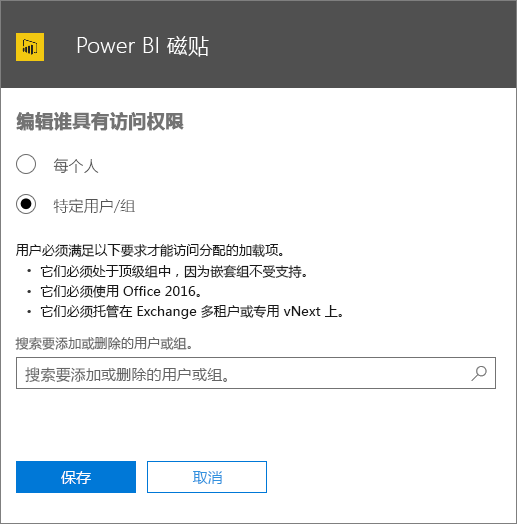 Power BI 磁贴
编辑谁具有访问权限
每个人
特定用户/组
用户必须满足以下要求才能访问分配的加载项。
• 它们必须处于顶级组中，因为嵌套组不受支持。
• 它们必须使用 Office 2016。
• 它们必须托管在 Exchange 多租户或专用 vNext 上。
搜索要添加或删除的用户或组。
搜索要添加或删除的用户或组。
保存 取消